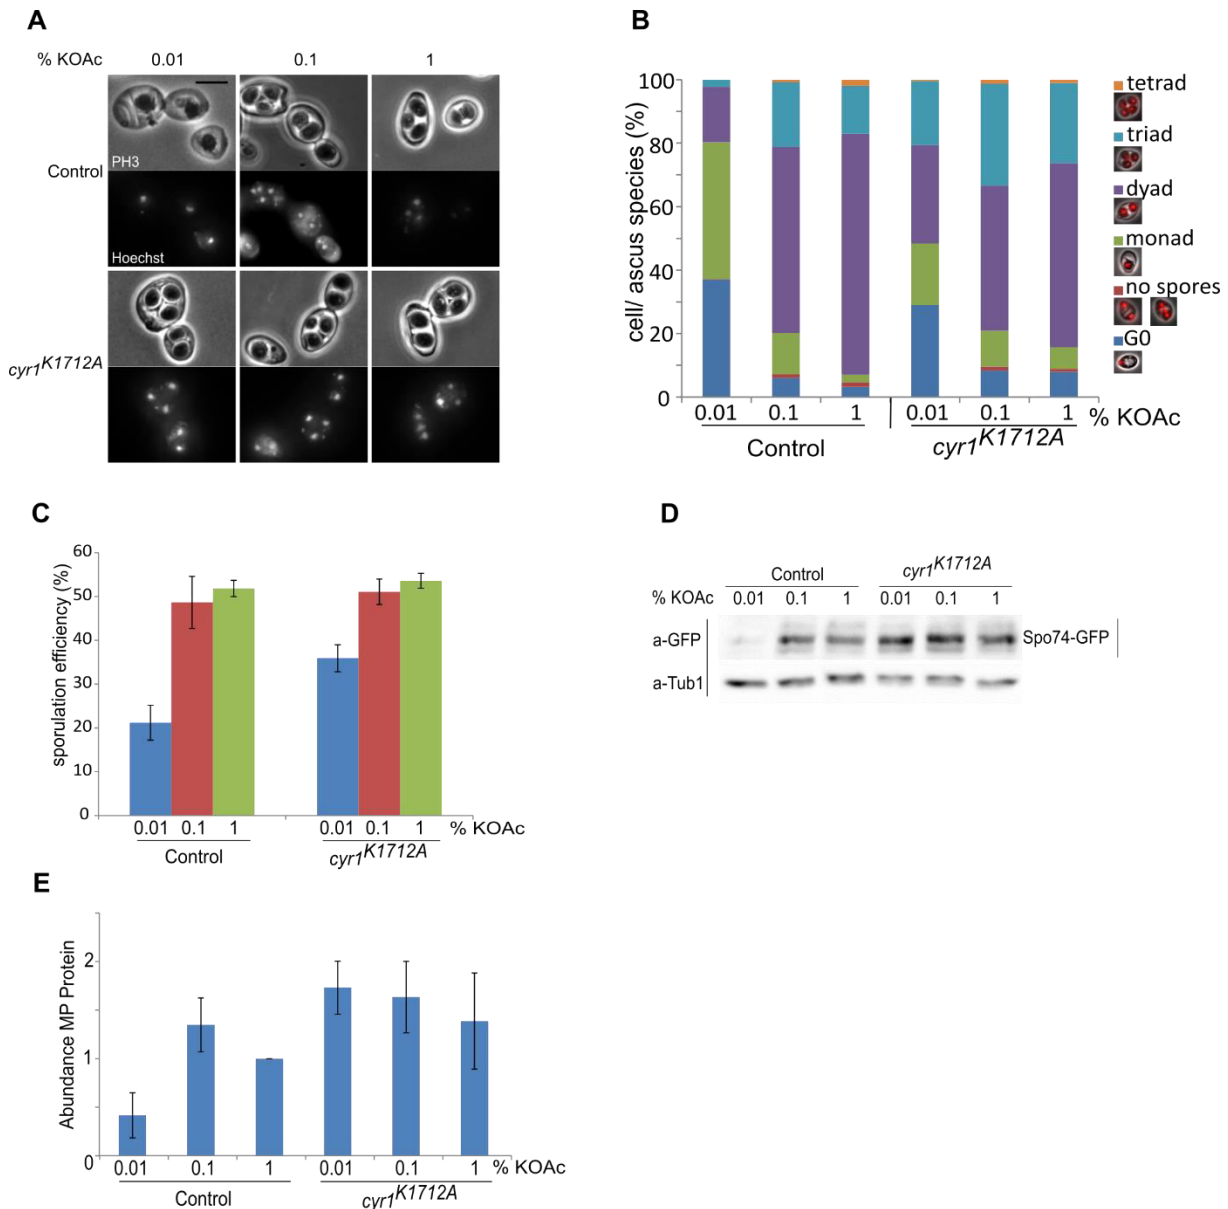 A
% KOAc 0.01 0.1 1
Control
PH3
Hoechst
cyr1K1712A
B
cell/ ascus species (%)
100
80
60
40
20
0
0.01 0.1 1 0.01 0.1 1 % KOAc
Control cyr1K1712A
tetrad
triad
dyad
monad
no spores
G0
C
sporulation efficiency (%)
60
50
40
30
20
10
0
0.01 0.1 1 0.01 0.1 1 % KOAc
Control cyr1K1712A
D
Control cyr1K1712A
% KOAc 0.01 0.1 1 0.01 0.1 1
a-GFP Spo74-GFP
a-Tub1
E
Abundance MP Protein
2
1
0
0.01 0.1 1 0.01 0.1 1 % KOAc
Control cyr1K1712A